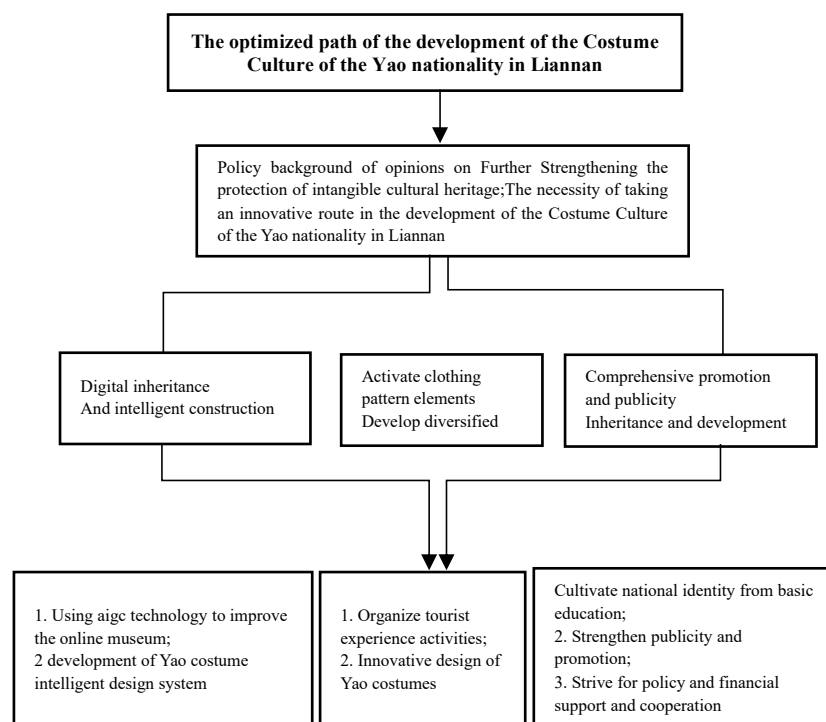 The optimized path of the development of the Costume
Culture of the Yao nationality in Liannan
Policy background of opinions on Further Strengthening the
protection of intangible cultural heritage;The necessity of taking
an innovative route in the development of the Costume Culture
of the Yao nationality in Liannan
Digital inheritance
And intelligent construction
Activate clothing
pattern elements
Develop diversified
Comprehensive promotion
and publicity
Inheritance and development
1. Using aigc technology to improve
the online museum;
2 development of Yao costume
intelligent design system
1. Organize tourist
experience activities;
2. Innovative design of
Yao costumes
Cultivate national identity from basic
education;
2. Strengthen publicity and
promotion;
3. Strive for policy and financial
support and cooperation